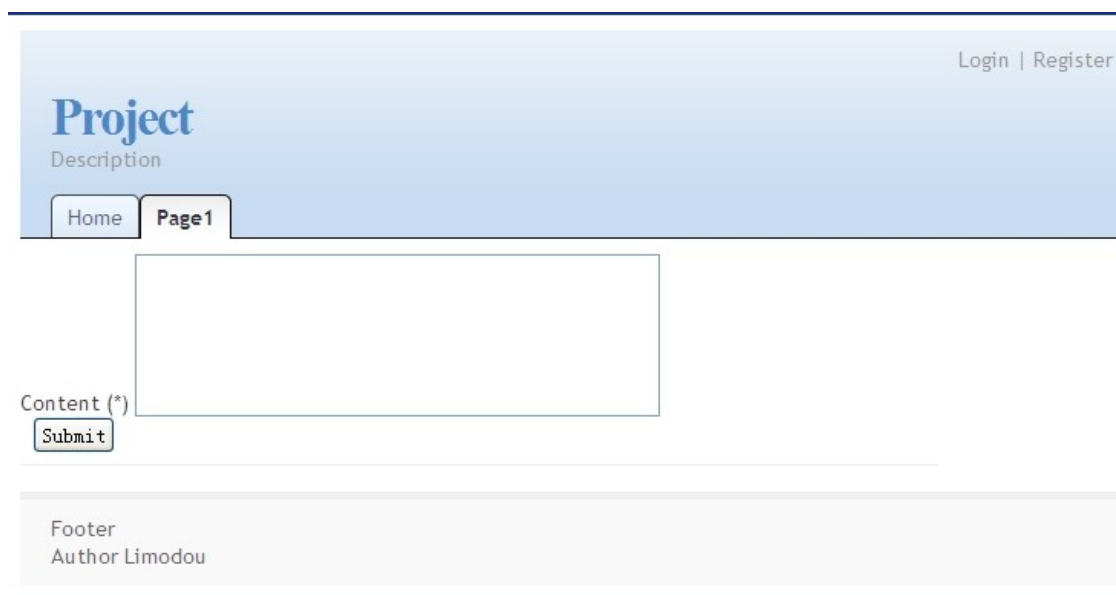 Login | Register
Project
Description
Home Page1
Content (*)
Submit
Footer
Author Limodou